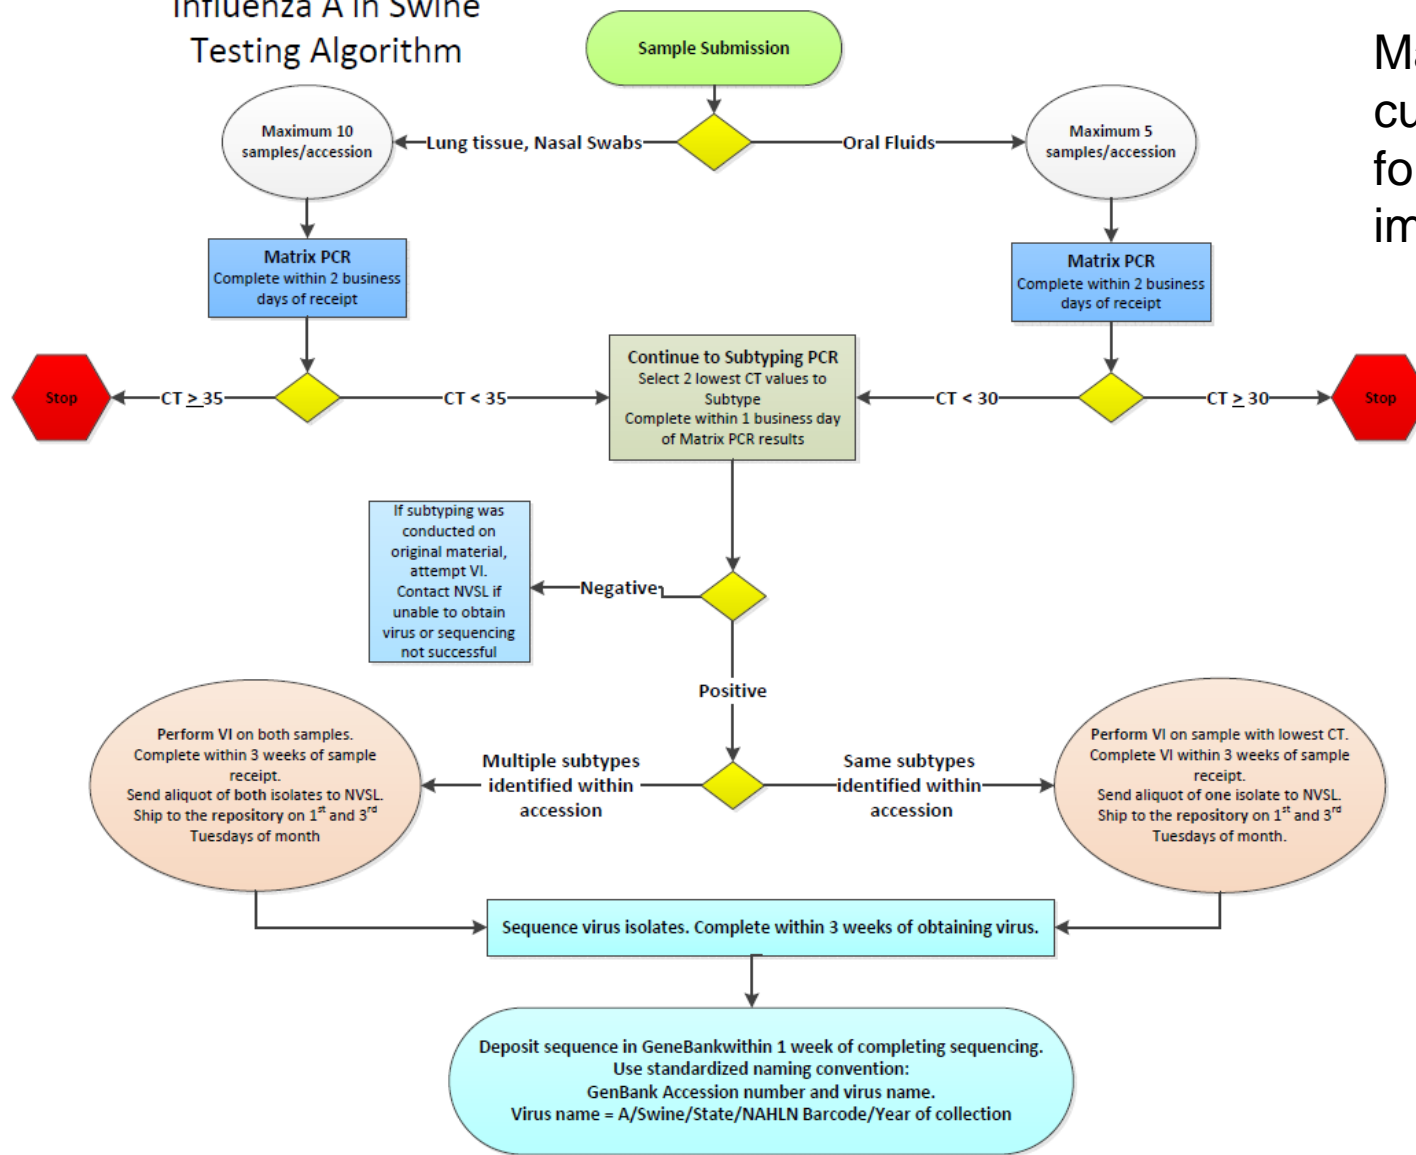 Influenza A in Swine
Testing Algorithm
Sample Submission
Maximum 10
samples/accession
Lung tissue, Nasal Swabs
Oral Fluids
Maximum 5
samples/accession
Matrix PCR
Complete within 2 business
days of receipt
Matrix PCR
Complete within 2 business
days of receipt
Stop
CT ≥ 35
CT < 35
Continue to Subtyping PCR
Select 2 lowest CT values to
Subtype
Complete within 1 business day
of Matrix PCR results
CT < 30
CT ≥ 30
Stop
If subtyping was
conducted on
original material,
attempt VI.
Contact NVSL if
unable to obtain
virus or sequencing
not successful
Negative
Positive
Perform VI on both samples.
Complete within 3 weeks of sample
receipt.
Send aliquot of both isolates to NVSL.
Ship to the repository on 1st and 3rd
Tuesdays of month
Multiple subtypes
identified within
accession
Same subtypes
identified within
accession
Perform VI on sample with lowest CT.
Complete VI within 3 weeks of sample
receipt.
Send aliquot of one isolate to NVSL.
Ship to the repository on 1st and 3rd
Tuesdays of month.
Sequence virus isolates. Complete within 3 weeks of obtaining virus.
Deposit sequence in GeneBankwithin 1 week of completing sequencing.
Use standardized naming convention:
GenBank Accession number and virus name.
Virus name = A/Swine/State/NAHLN Barcode/Year of collection